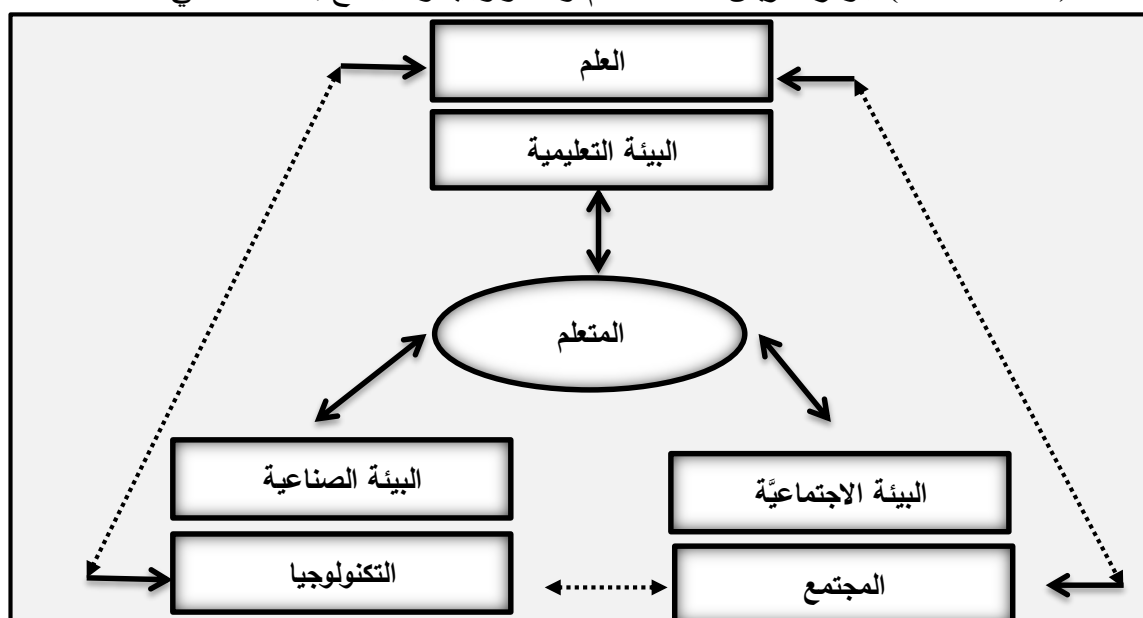 العلم
البيئة التعليمية
المتعلم
البيئة الصناعية
البيئة الاجتماعيَّة
التكنولوجيا
المجتمع